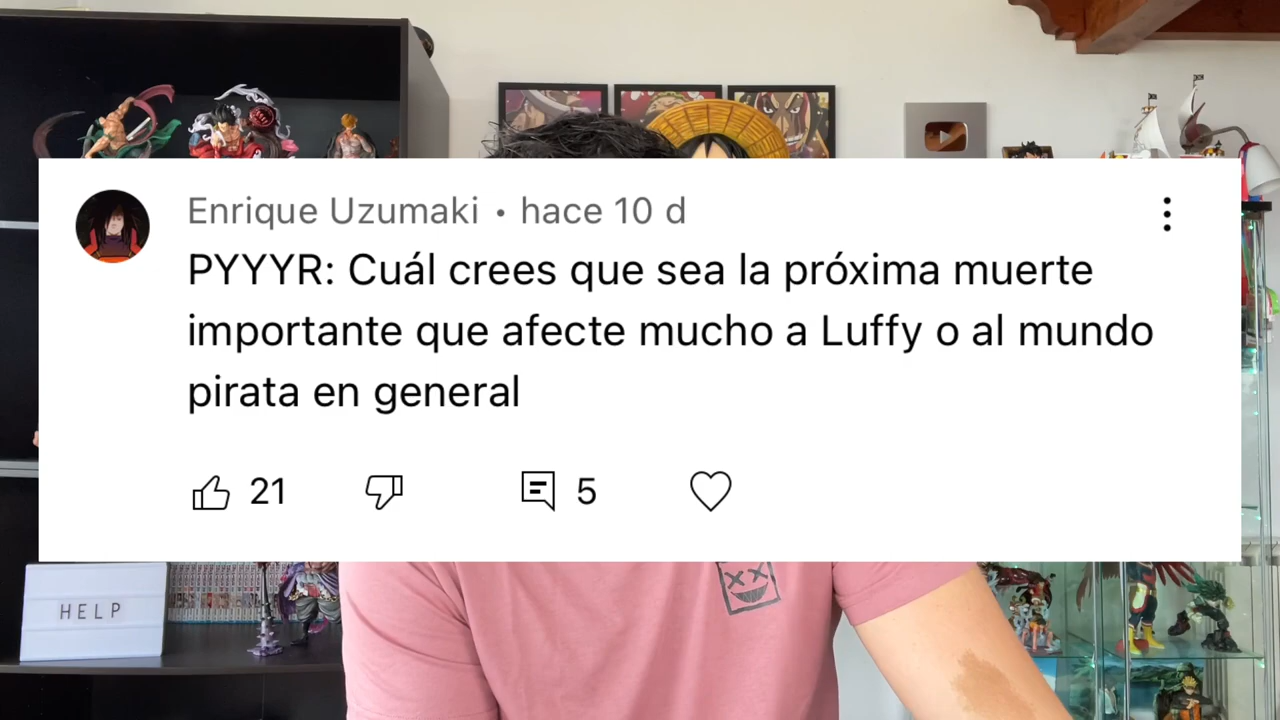 Enrique Uzumaki • hace 10 d
PYYYR: Cuál crees que sea la próxima muerte
importante que afecte mucho a Luffy o al mundo
pirata en general
21
5
HELP